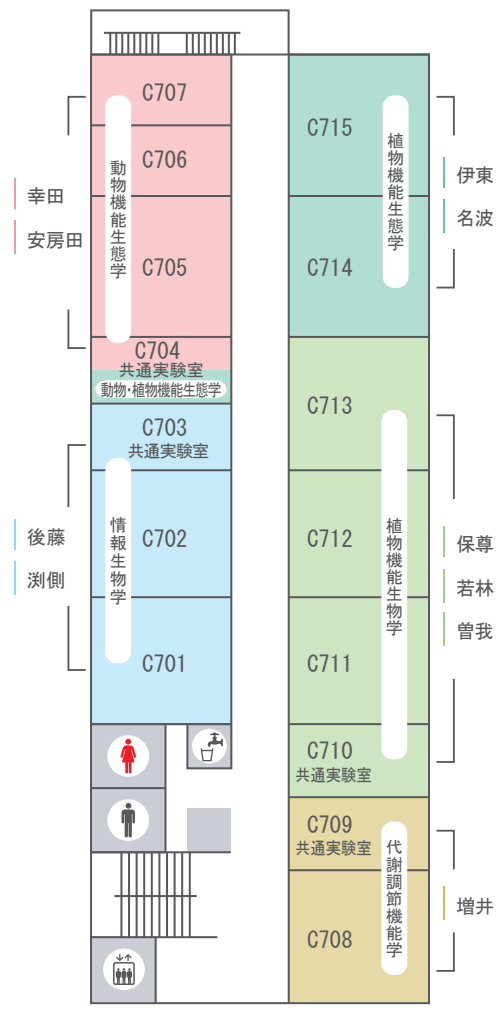 C707
C706
動物機能生態学
幸田
安房田
C705
C704
共通実験室
動物・植物機能生態学
C703
共通実験室
後藤
渕側
情報生物学
C702
C701
C715
植物機能生態学
伊東
名波
C714
C713
C712
植物機能生物学
保尊
若林
曽我
C711
C710
共通実験室
C709
共通実験室
代謝調節機能学
増井
C708